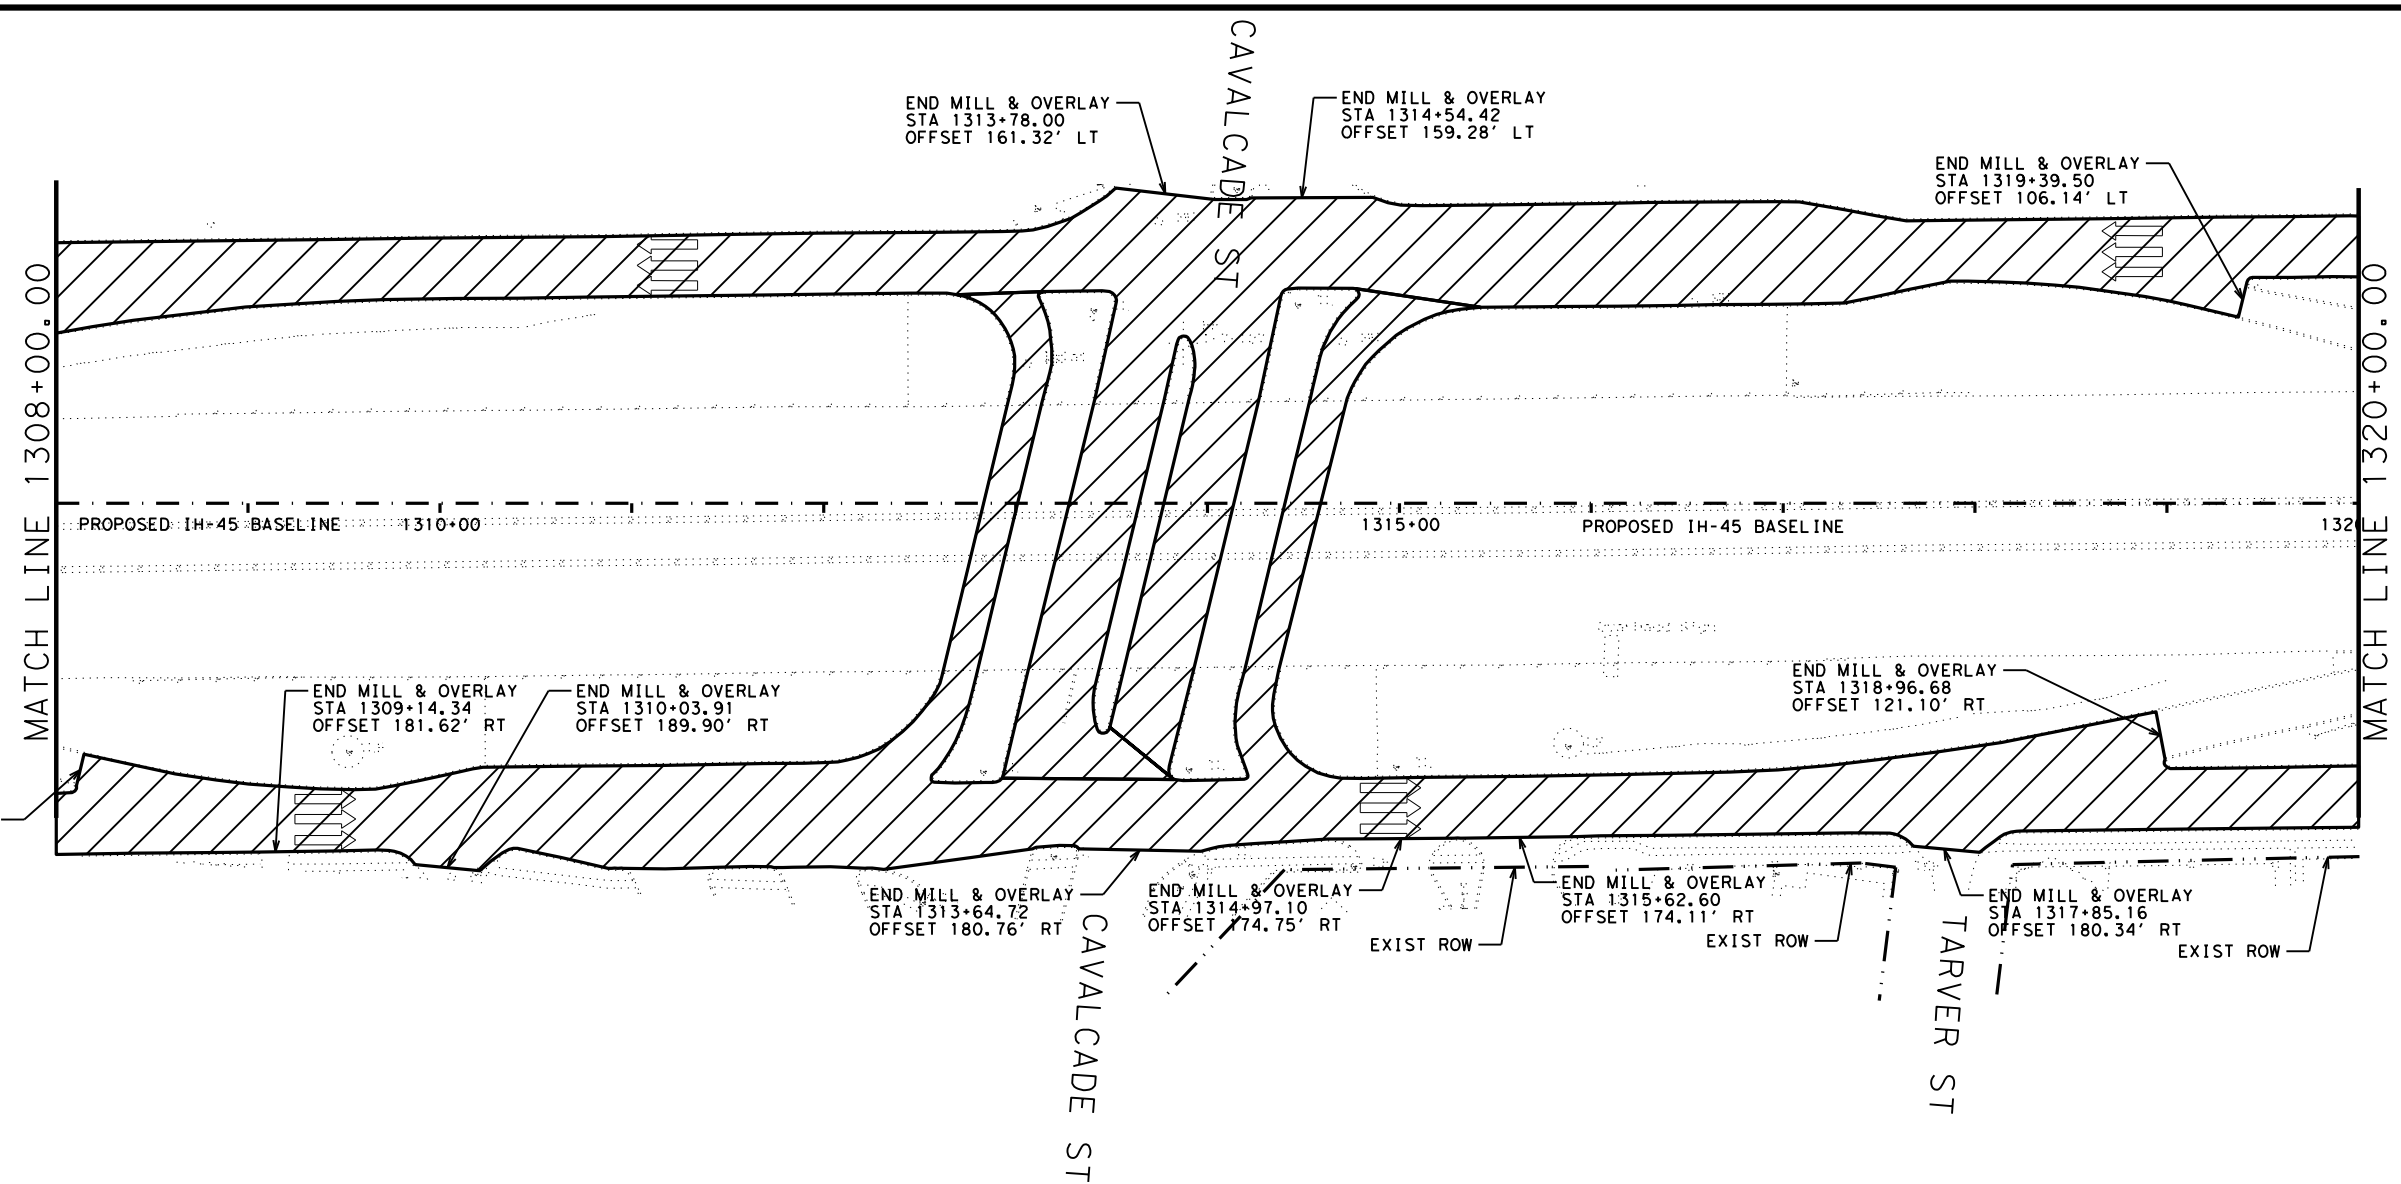 CAVALCADE ST
END MILL & OVERLAY
STA 1313+78.00
OFFSET 161.32' LT
END MILL & OVERLAY
STA 1314+54.42
OFFSET 159.28' LT
END MILL & OVERLAY
STA 1319+39.50
OFFSET 106.14' LT
MATCH LINE 1308+00.00
MATCH LINE 1320+00.00
PROPOSED IH-45 BASELINE
1310+00
1315+00
PROPOSED IH-45 BASELINE
132
Overhead Sign
END MILL & OVERLAY
STA 1309+14.34
OFFSET 181.62' RT
END MILL & OVERLAY
STA 1310+03.91
OFFSET 189.90' RT
END MILL & OVERLAY
STA 1318+96.68
OFFSET 121.10' RT
END MILL & OVERLAY
STA 1313+64.72
OFFSET 180.76' RT
END MILL & OVERLAY
STA 1314+97.10
OFFSET 174.75' RT
END MILL & OVERLAY
STA 1315+62.60
OFFSET 174.11' RT
END MILL & OVERLAY
STA 1317+85.16
OFFSET 180.34' RT
EXIST ROW
EXIST ROW
EXIST ROW
CAVALCADE ST
TARVER ST